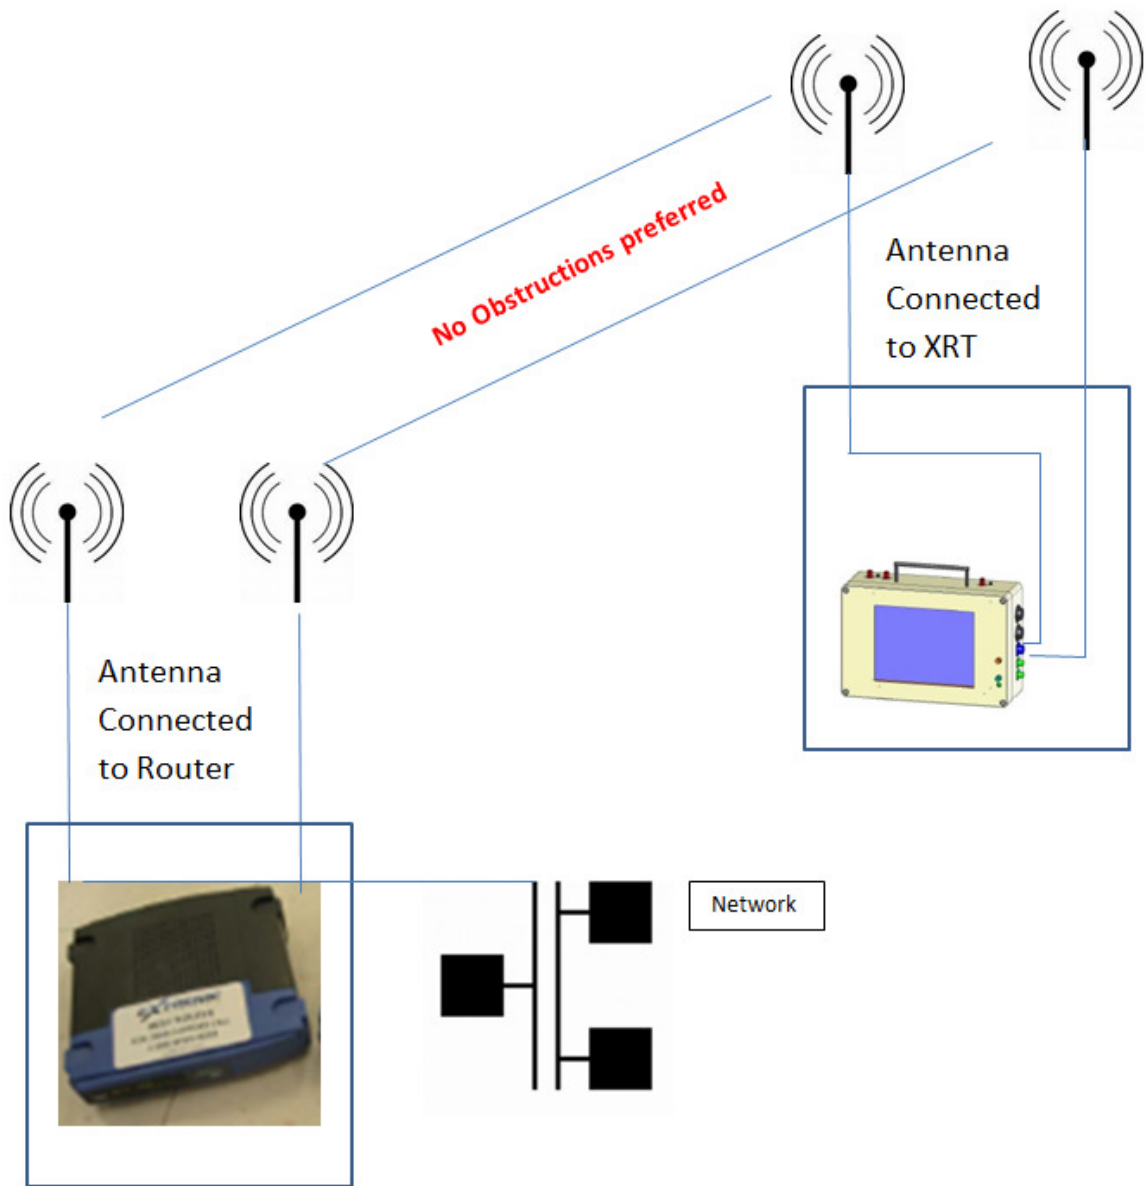 No Obstructions preferred
Antenna
Connected
to XRT
Antenna
Connected
to Router
Network